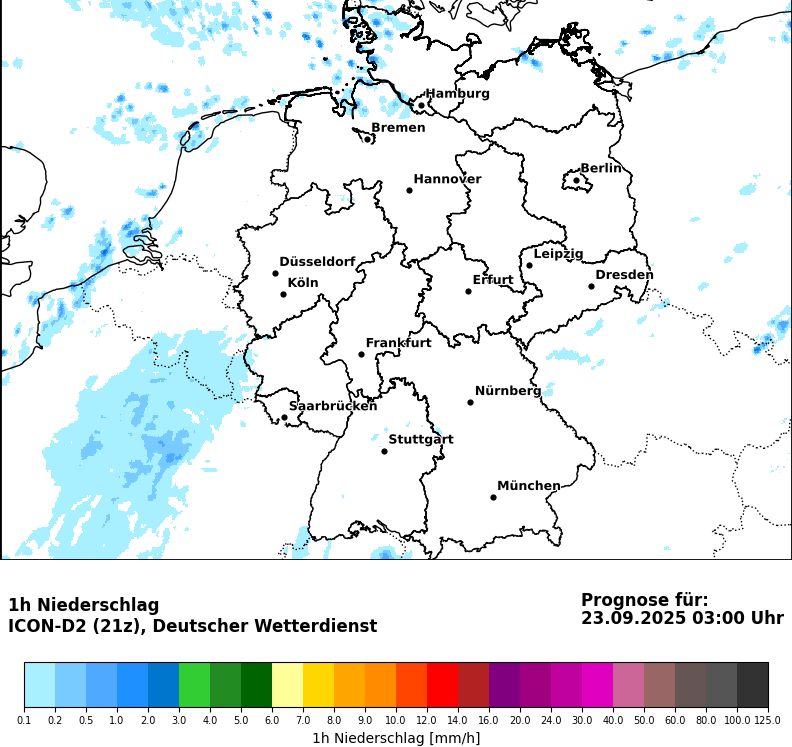 Hamburg
Bremen
Berlin
Hannover
Leipzig
Düsseldorf
Dresden
Köln
Erfurt
Frankfurt
Nürnberg
Saarbrücken
Stuttgart
München
1h Niederschlag
ICON-D2 (21z), Deutscher Wetterdienst
Prognose für:
23.09.2025 03:00 Uhr
0.1 0.2 0.5 1.0 2.0 3.0 4.0 5.0 6.0 7.0 8.0 9.0 10.0 12.0 14.0 16.0 20.0 24.0 30.0 40.0 50.0 60.0 80.0 100.0 125.0
1h Niederschlag [mm/h]